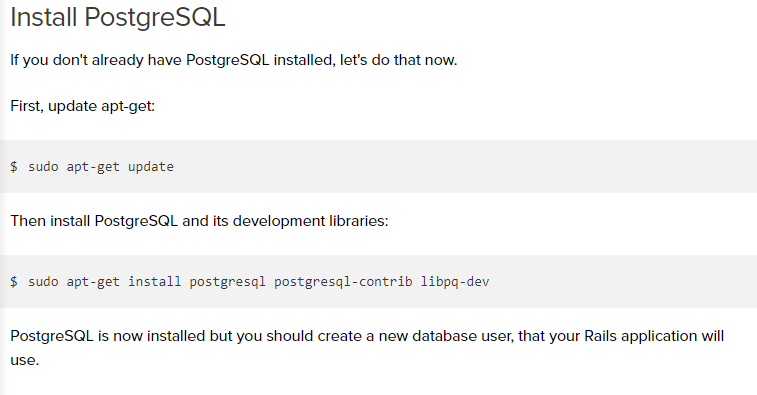 Install PostgreSQL
If you don't already have PostgreSQL installed, let's do that now.
First, update apt-get:
$ sudo apt-get update
Then install PostgreSQL and its development libraries:
$ sudo apt-get install postgresql postgresql-contrib libpq-dev
PostgreSQL is now installed but you should create a new database user, that your Rails application will
use.